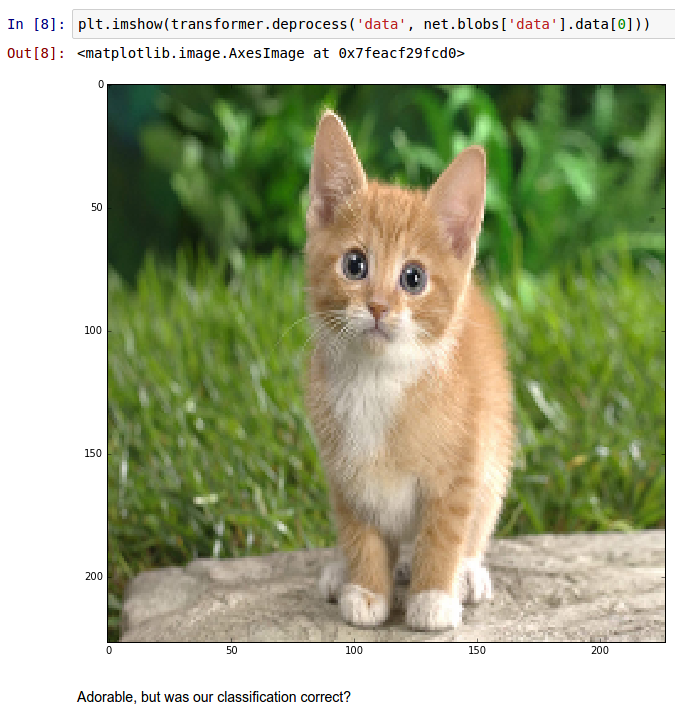 In [8]: plt.imshow(transformer.deprocess('data', net.blobs['data'].data[0]))
Out[8]: <matplotlib.image.AxesImage at 0x7feacf29fcd0>
0
50
100
150
200
0 50 100 150 200
Adorable, but was our classification correct?